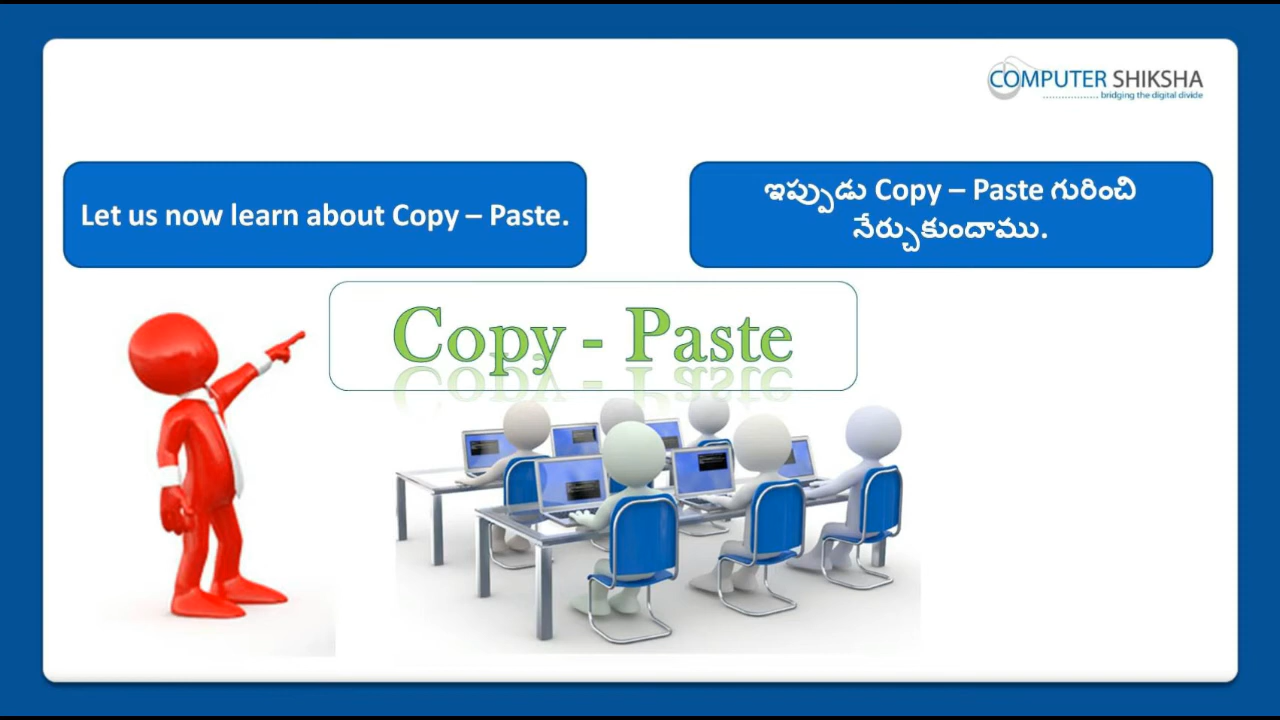 COMPUTER SHIKSHA
bridging the digital divide
Let us now learn about Copy – Paste.
ఇప్పుడు Copy – Paste గురించి
నేర్చుకుందాము.
Copy - Paste